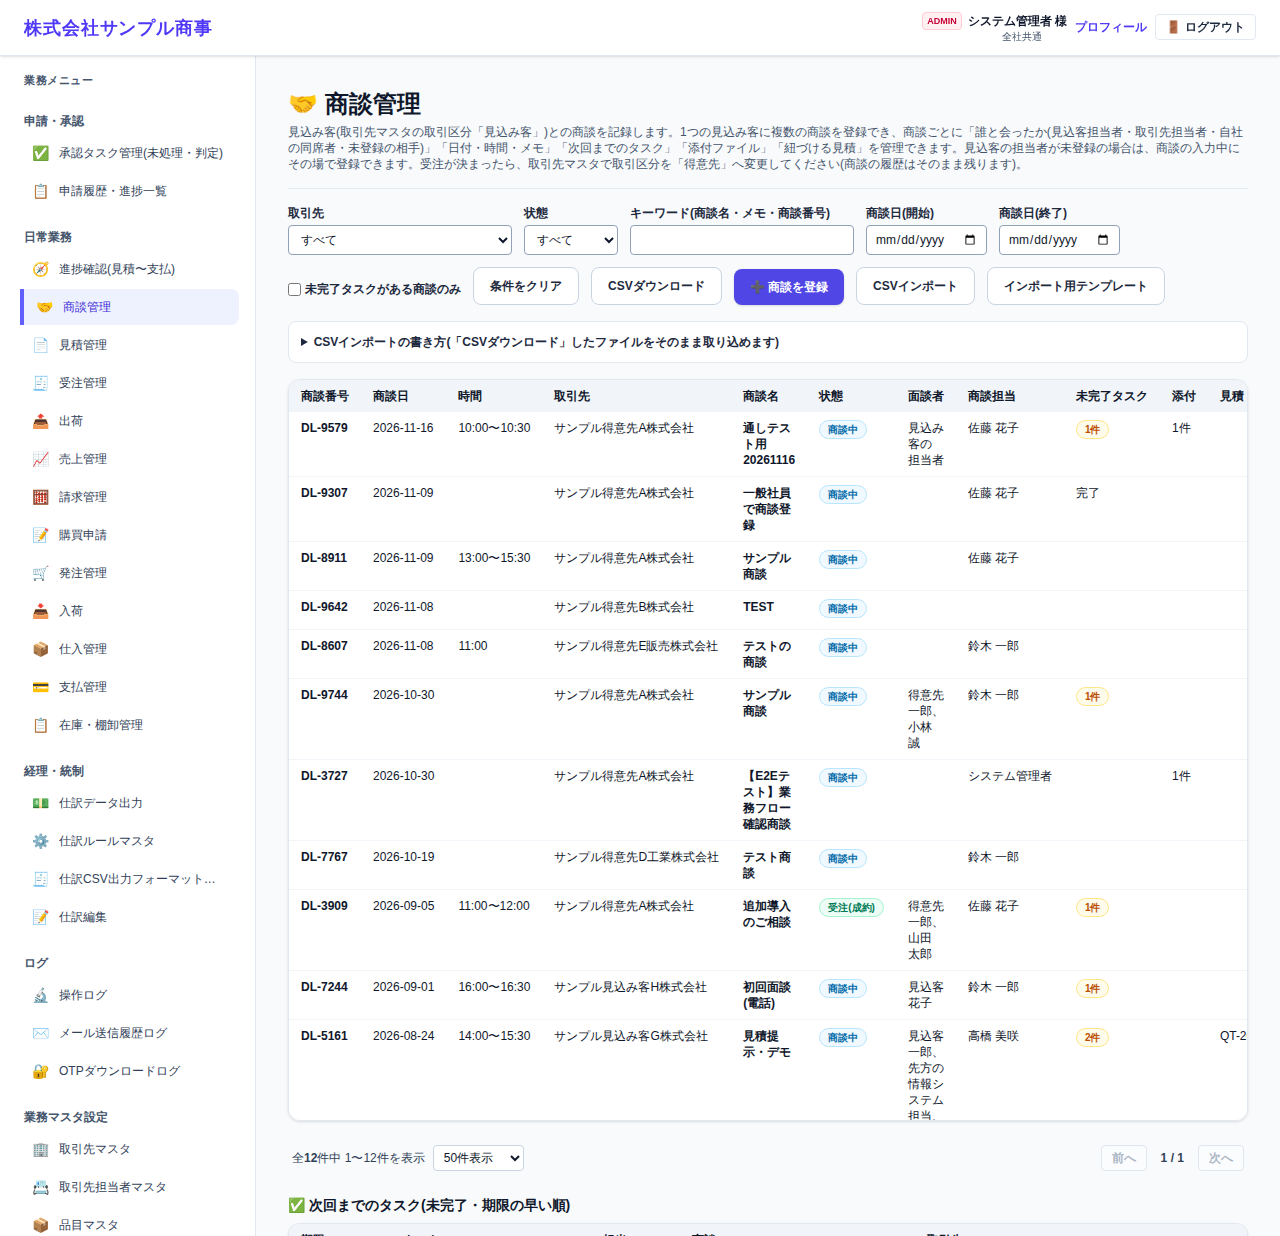 株式会社サンプル商事
ADMIN システム管理者 様
全社共通
プロフィール
🚪 ログアウト
業務メニュー
申請・承認
✅ 承認タスク管理(未処理・判定)
📋 申請履歴・進捗一覧
日常業務
🧭 進捗確認(見積〜支払)
🤝 商談管理
📄 見積管理
🧾 受注管理
📤 出荷
📈 売上管理
🧮 請求管理
📝 購買申請
🛒 発注管理
📥 入荷
📦 仕入管理
💳 支払管理
📋 在庫・棚卸管理
経理・統制
💵 仕訳データ出力
⚙️ 仕訳ルールマスタ
🧾 仕訳CSV出力フォーマット…
📝 仕訳編集
ログ
🔬 操作ログ
✉️ メール送信履歴ログ
🔐 OTPダウンロードログ
業務マスタ設定
🏢 取引先マスタ
📇 取引先担当者マスタ
📦 品目マスタ
🤝 商談管理
見込み客(取引先マスタの取引区分「見込み客」)との商談を記録します。1つの見込み客に複数の商談を登録でき、商談ごとに「誰と会ったか(見込客担当者・取引先担当者・自社
の同席者・未登録の相手)」「日付・時間・メモ」「次回までのタスク」「添付ファイル」「紐づける見積」を管理できます。見込客の担当者が未登録の場合は、商談の入力中に
その場で登録できます。受注が決まったら、取引先マスタで取引区分を「得意先」へ変更してください(商談の履歴はそのまま残ります)。
取引先 状態 キーワード(商談名・メモ・商談番号) 商談日(開始) 商談日(終了)
すべて すべて mm/dd/yyyy mm/dd/yyyy
未完了タスクがある商談のみ 条件をクリア CSVダウンロード ➕ 商談を登録 CSVインポート インポート用テンプレート
▶ CSVインポートの書き方(「CSVダウンロード」したファイルをそのまま取り込めます)
商談番号 商談日 時間 取引先 商談名 状態 面談者 商談担当 未完了タスク 添付 見積
DL-9579 2026-11-16 10:00〜10:30 サンプル得意先A株式会社 通しテス 商談中 見込み 佐藤 花子 1件 1件
ト用 客の
20261116 担当者
DL-9307 2026-11-09 サンプル得意先A株式会社 一般社員 商談中 佐藤 花子 完了
で商談登
録
DL-8911 2026-11-09 13:00〜15:30 サンプル得意先A株式会社 サンプル 商談中 佐藤 花子
商談
DL-9642 2026-11-08 サンプル得意先B株式会社 TEST 商談中
DL-8607 2026-11-08 11:00 サンプル得意先E販売株式会社 テストの 商談中 鈴木 一郎
商談
DL-9744 2026-10-30 サンプル得意先A株式会社 サンプル 商談中 得意先 鈴木 一郎 1件
商談 一郎、
小林
誠
DL-3727 2026-10-30 サンプル得意先A株式会社 【E2Eテ 商談中 システム管理者 1件
スト】業
務フロー
確認商談
DL-7767 2026-10-19 サンプル得意先D工業株式会社 テスト商 商談中 鈴木 一郎
談
DL-3909 2026-09-05 11:00〜12:00 サンプル得意先A株式会社 追加導入 受注(成約) 得意先 佐藤 花子 1件
のご相談 一郎、
山田
太郎
DL-7244 2026-09-01 16:00〜16:30 サンプル見込み客H株式会社 初回面談 商談中 見込客 鈴木 一郎 1件
(電話) 花子
DL-5161 2026-08-24 14:00〜15:30 サンプル見込み客G株式会社 見積提 商談中 見込客 高橋 美咲 2件 QT-2
示・デモ 一郎、
先方の
情報シ
ステム
担当、
全12件中 1〜12件を表示 50件表示 前へ 1 / 1 次へ
✅ 次回までのタスク(未完了・期限の早い順)